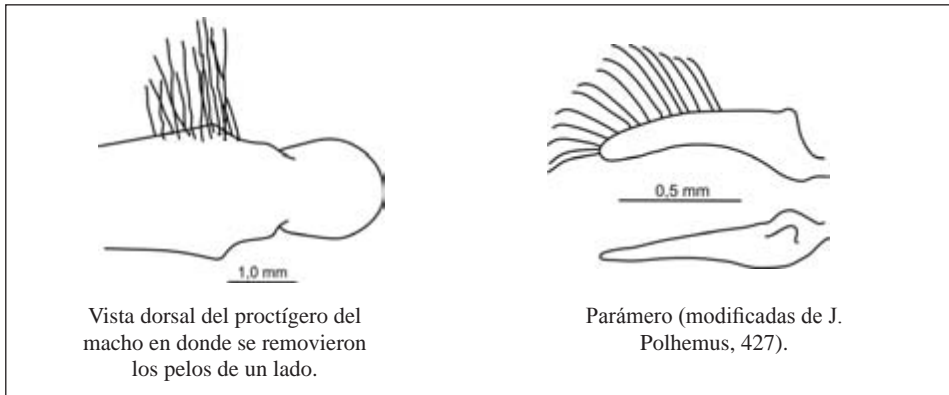 1,0 mm
Vista dorsal del proctígero del
macho en donde se removieron
los pelos de un lado.
0,5 mm
Parámero (modificadas de J.
Polhemus, 427).